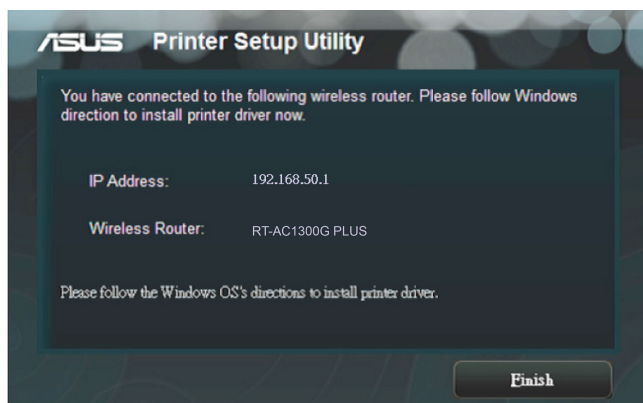 ASUS Printer Setup Utility
You have connected to the following wireless router. Please follow Windows
direction to install printer driver now.
IP Address: 192.168.50.1
Wireless Router: RT-AC1300G PLUS
Please follow the Windows OS's directions to install printer driver.
Finish